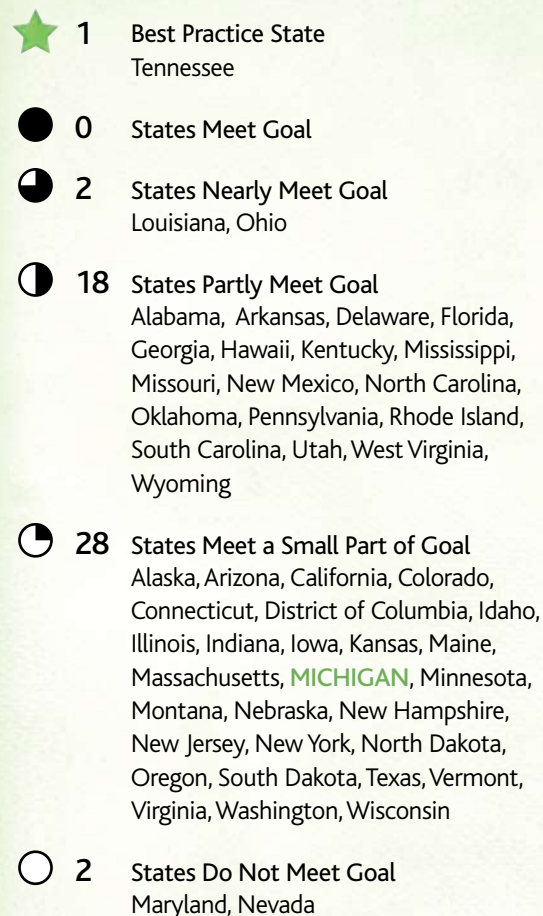 1 Best Practice State
Tennessee
0 States Meet Goal
2 States Nearly Meet Goal
Louisiana, Ohio
18 States Partly Meet Goal
Alabama, Arkansas, Delaware, Florida,
Georgia, Hawaii, Kentucky, Mississippi,
Missouri, New Mexico, North Carolina,
Oklahoma, Pennsylvania, Rhode Island,
South Carolina, Utah, West Virginia,
Wyoming
28 States Meet a Small Part of Goal
Alaska, Arizona, California, Colorado,
Connecticut, District of Columbia, Idaho,
Illinois, Indiana, Iowa, Kansas, Maine,
Massachusetts, MICHIGAN, Minnesota,
Montana, Nebraska, New Hampshire,
New Jersey, New York, North Dakota,
Oregon, South Dakota, Texas, Vermont,
Virginia, Washington, Wisconsin
2 States Do Not Meet Goal
Maryland, Nevada